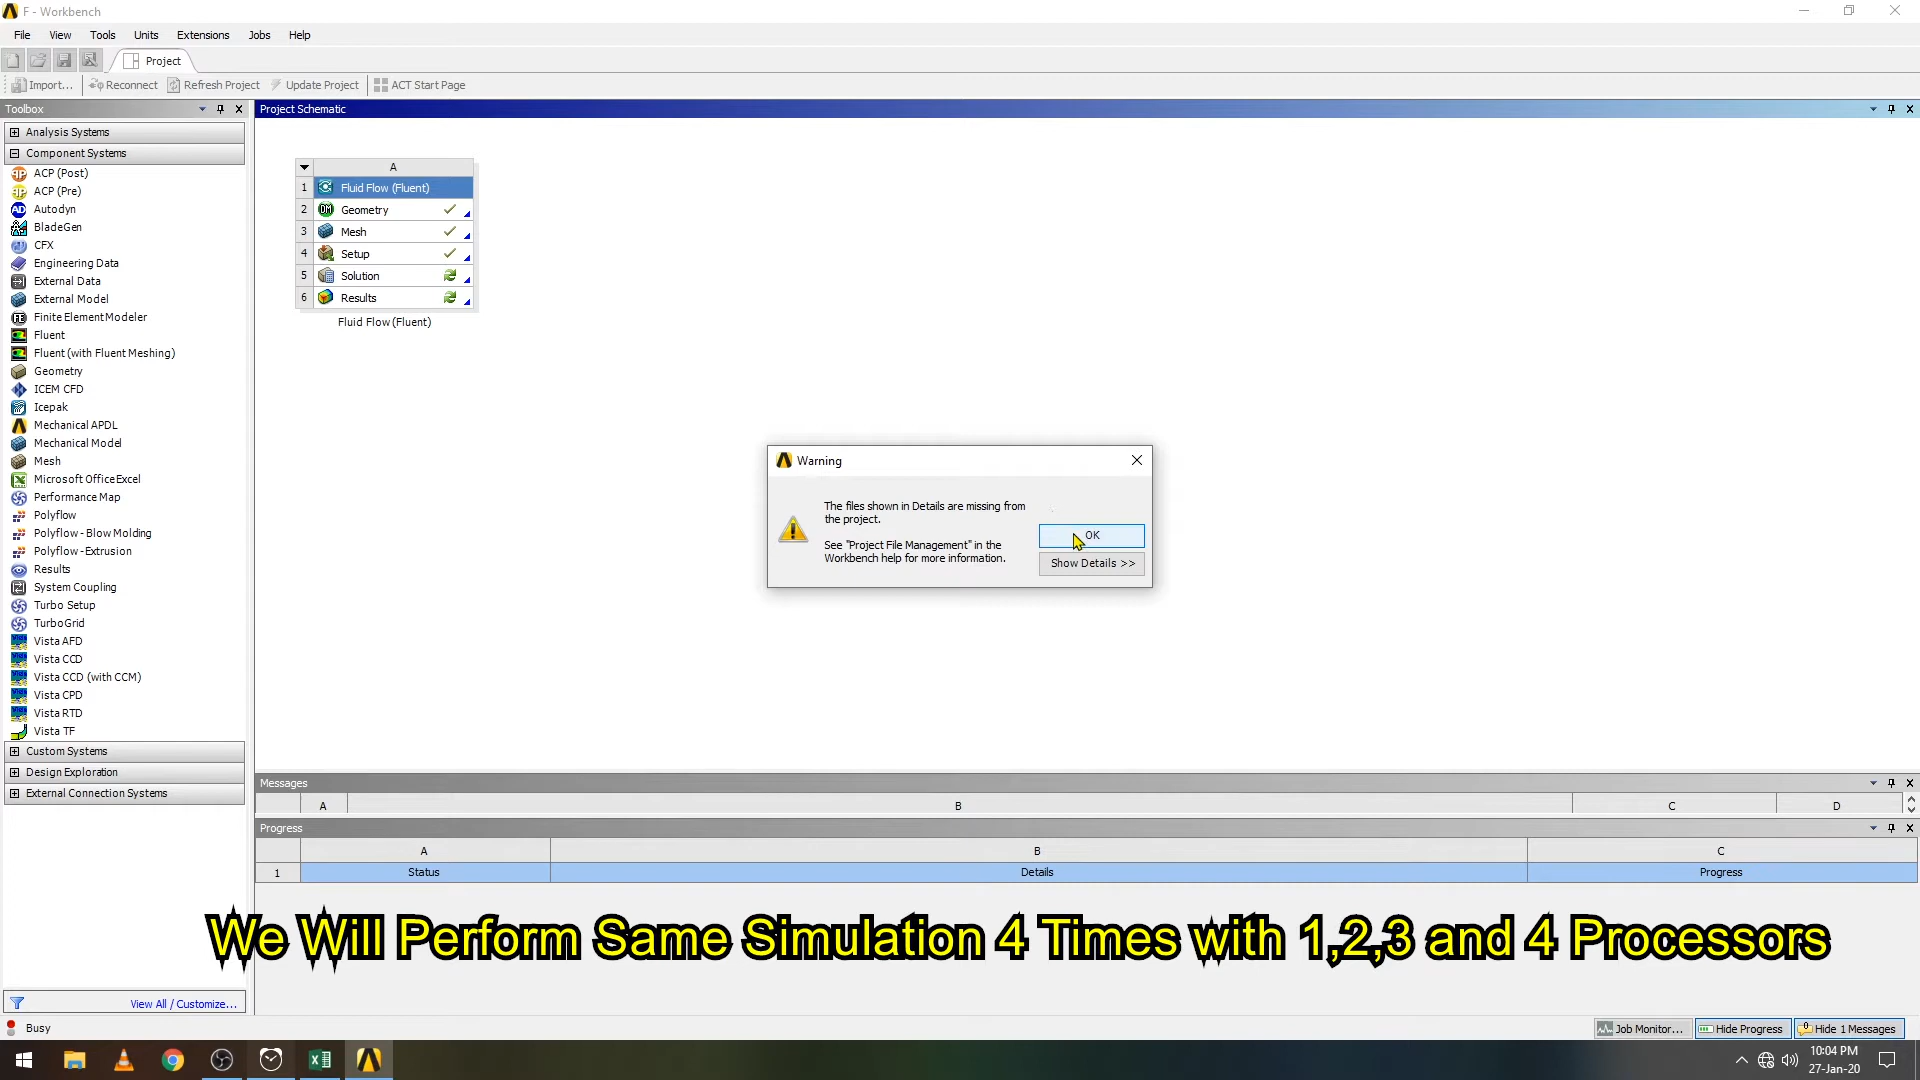 F - Workbench
File View Tools Units Extensions Jobs Help
Project
Import... Reconnect Refresh Project Update Project ACT Start Page
Toolbox
Analysis Systems
Component Systems
ACP (Post)
ACP (Pre)
Autodyn
BladeGen
CFX
Engineering Data
External Data
External Model
Finite Element Modeler
Fluent
Fluent (with Fluent Meshing)
Geometry
ICEM CFD
Icepak
Mechanical APDL
Mechanical Model
Mesh
Microsoft Office Excel
Performance Map
Polyflow
Polyflow - Blow Molding
Polyflow - Extrusion
Results
System Coupling
Turbo Setup
TurboGrid
Vista AFD
Vista CCD
Vista CCD (with CCM)
Vista CPD
Vista RTD
Vista TF
Custom Systems
Design Exploration
External Connection Systems
View All / Customize...
Project Schematic
A
1 Fluid Flow (Fluent)
2 DM Geometry
3 Mesh
4 Setup
5 Solution
6 Results
Fluid Flow (Fluent)
Warning
The files shown in Details are missing from
the project.
See "Project File Management" in the
Workbench help for more information.
OK
Show Details >>
Messages
A B C D
Progress
A B C
1 Status Details Progress
We Will Perform Same Simulation 4 Times with 1,2,3 and 4 Processors
Busy
Job Monitor... Hide Progress Hide 1 Messages
10:04 PM
27-Jan-20